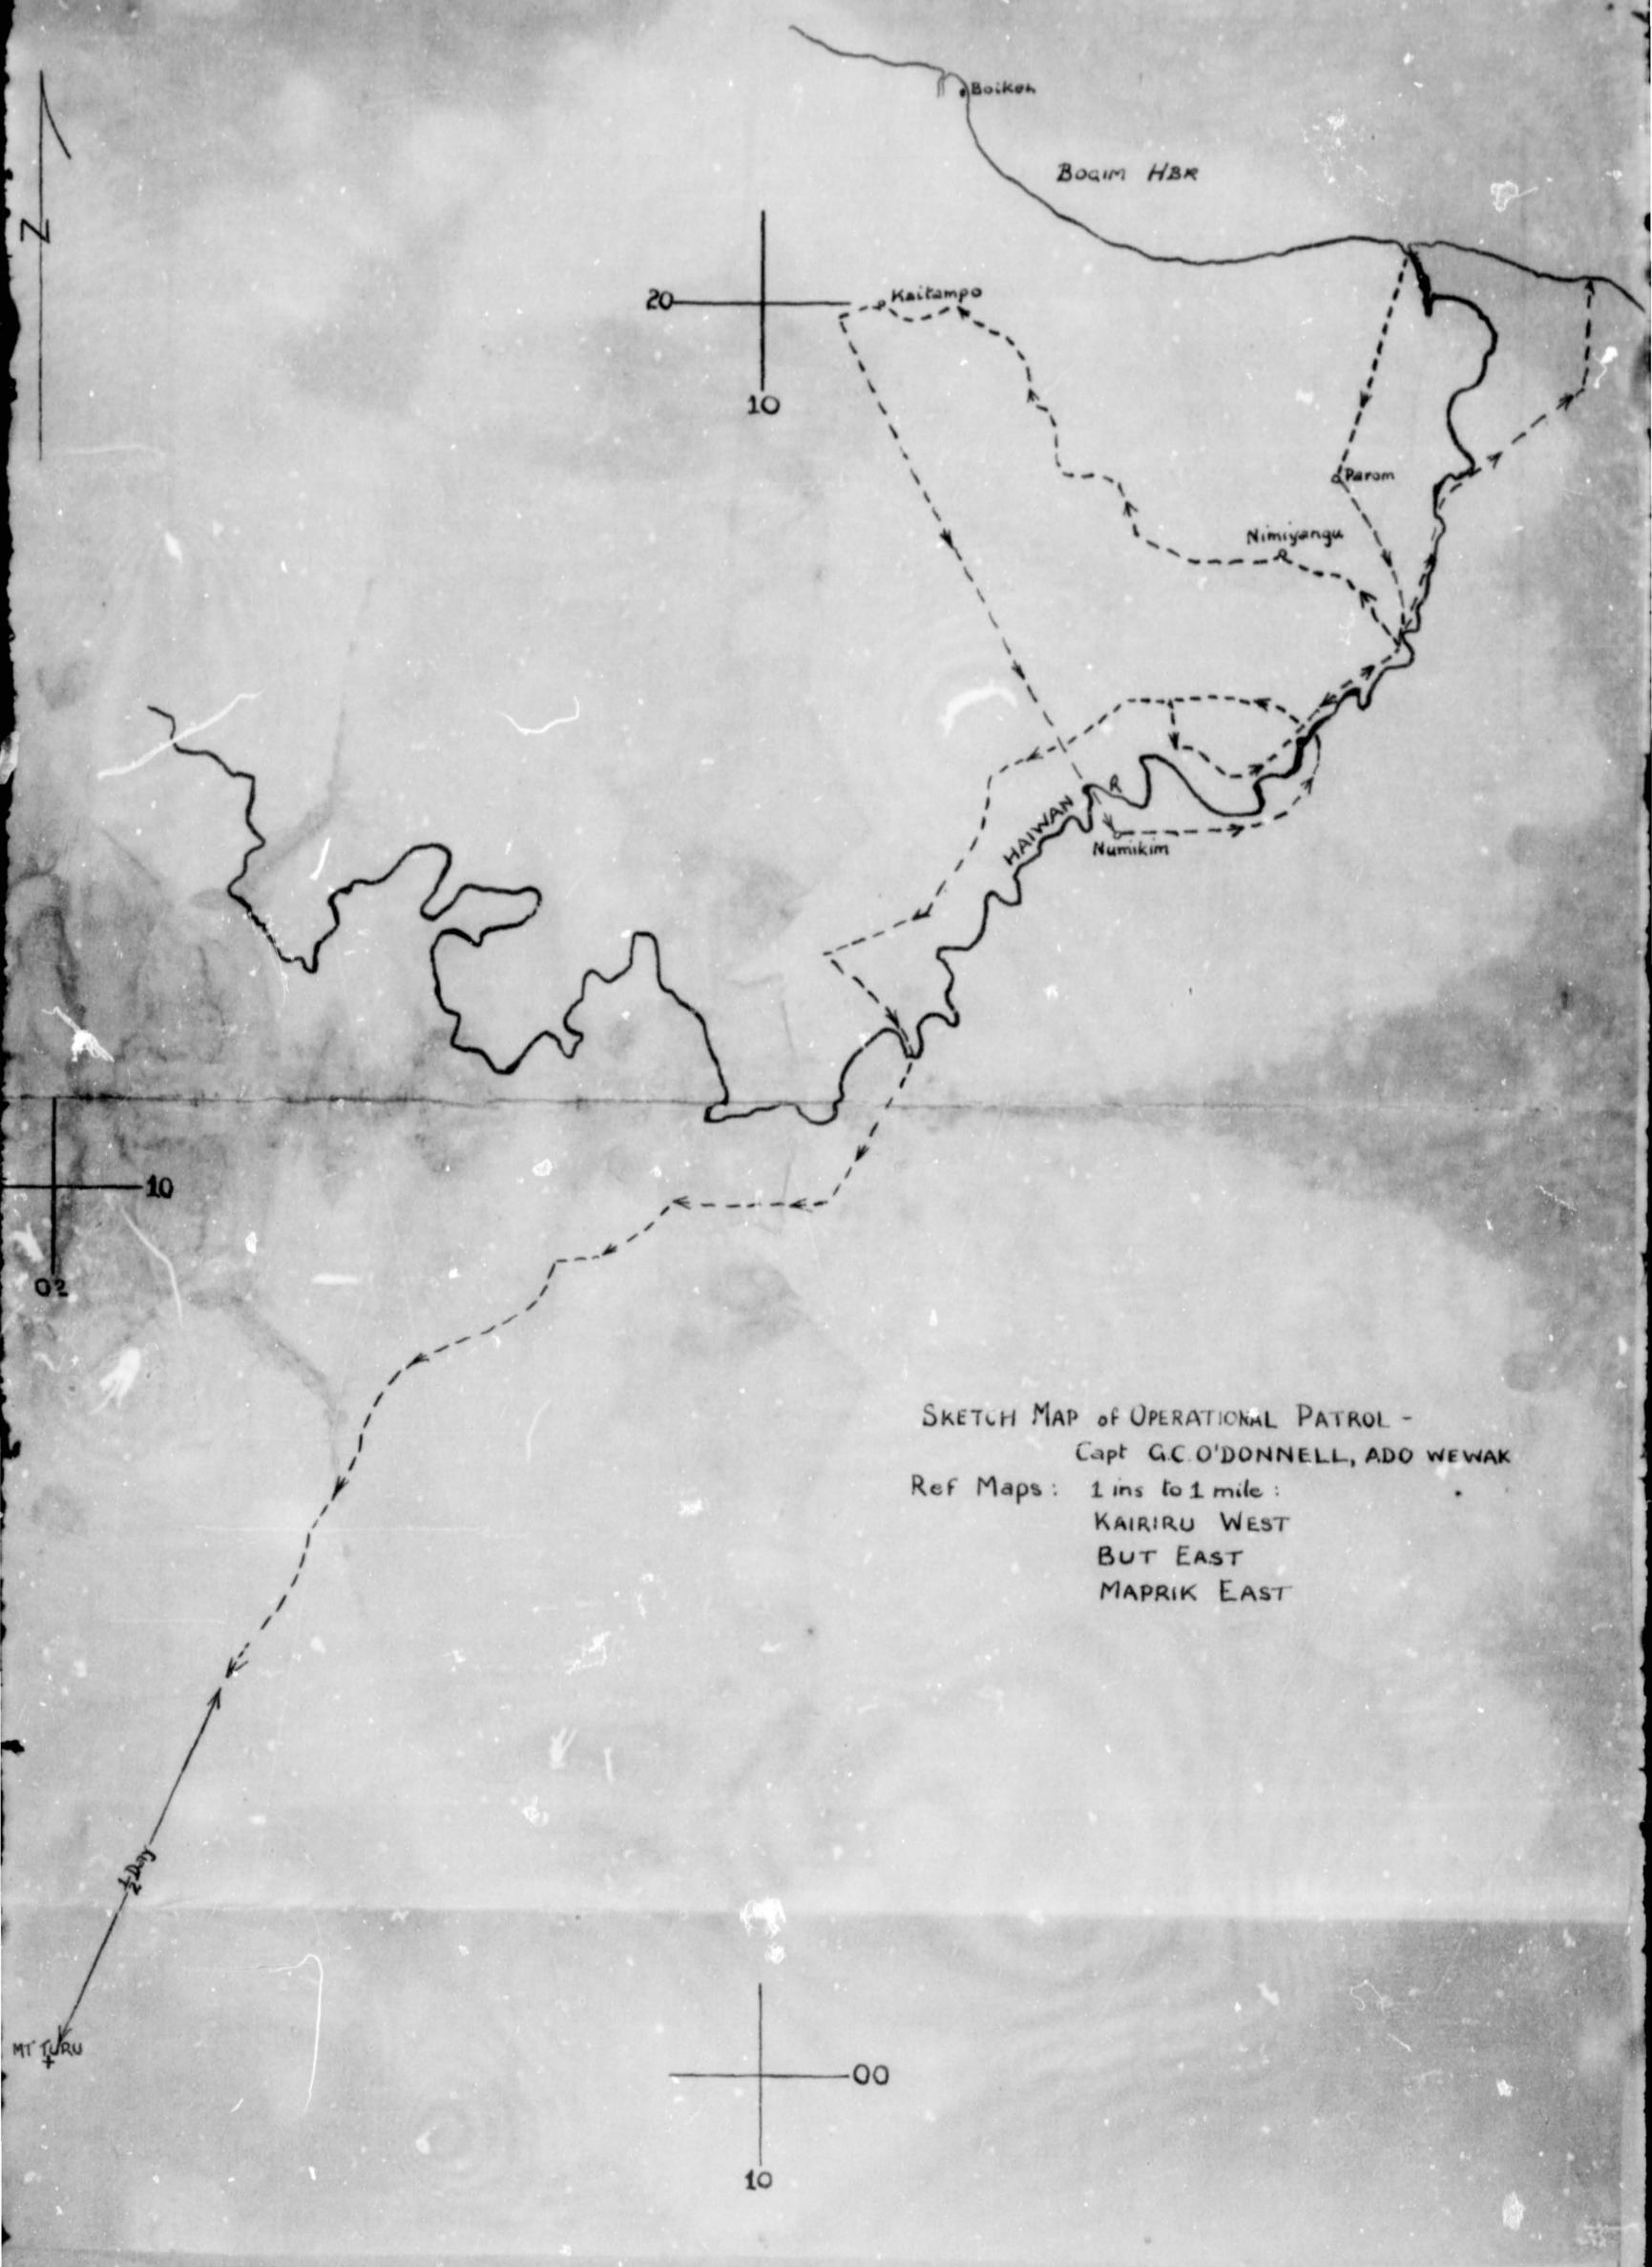 Boiken
BOGIM HBR
N
20
Kaitampo
10
Parom
Nimiyangu
HAIWAN R
Numikim
10
02
SKETCH MAP of OPERATIONAL PATROL -
Capt G.C. O'DONNELL, ADO WEWAK
Ref Maps: 1 ins to 1 mile:
KAIRIRU WEST
BUT EAST
MAPRIK EAST
1/2 Day
MT TURU
00
10